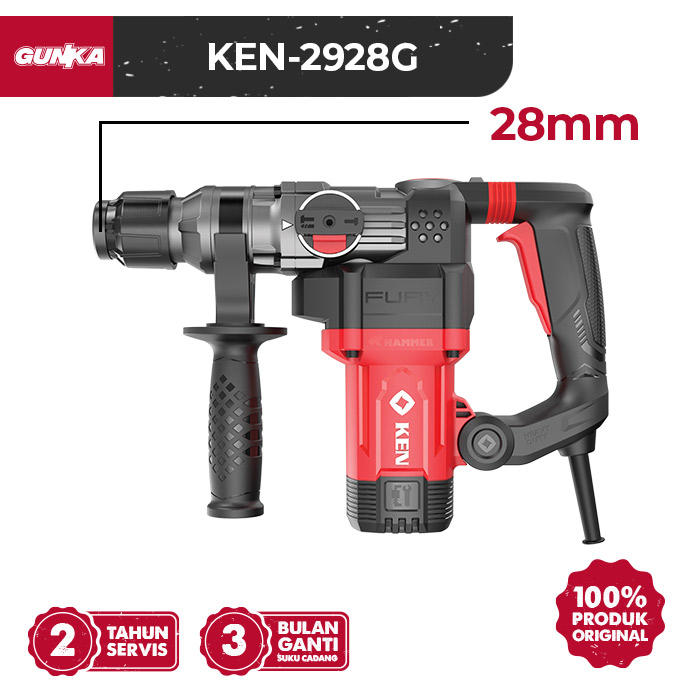 GUNKA
KEN-2928G
28mm
FURY
HAMMER
KEN
2
TAHUN
SERVIS
3
BULAN
GANTI
SUKU CADANG
100%
PRODUK
ORIGINAL